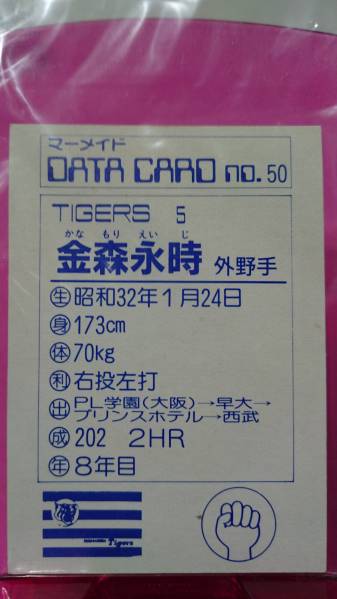 マーメイド
DATA CARD no.50
TIGERS 5
かな もり えい じ
金森永時 外野手
生 昭和32年1月24日
身 173cm
体 70kg
利 右投左打
出 PL学園(大阪)→早大→
プリンスホテル→西武
成 202 2HR
年 8年目
Tigers